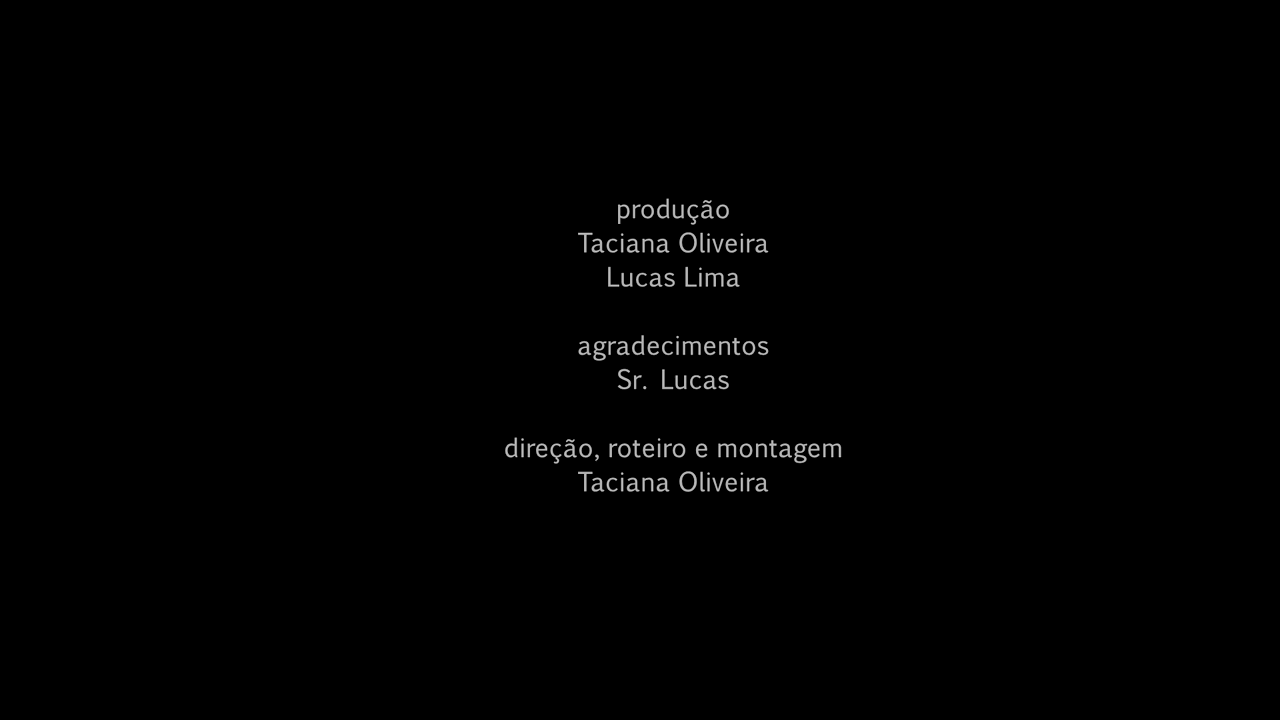 produção
Taciana Oliveira
Lucas Lima
agradecimentos
Sr. Lucas
direção, roteiro e montagem
Taciana Oliveira